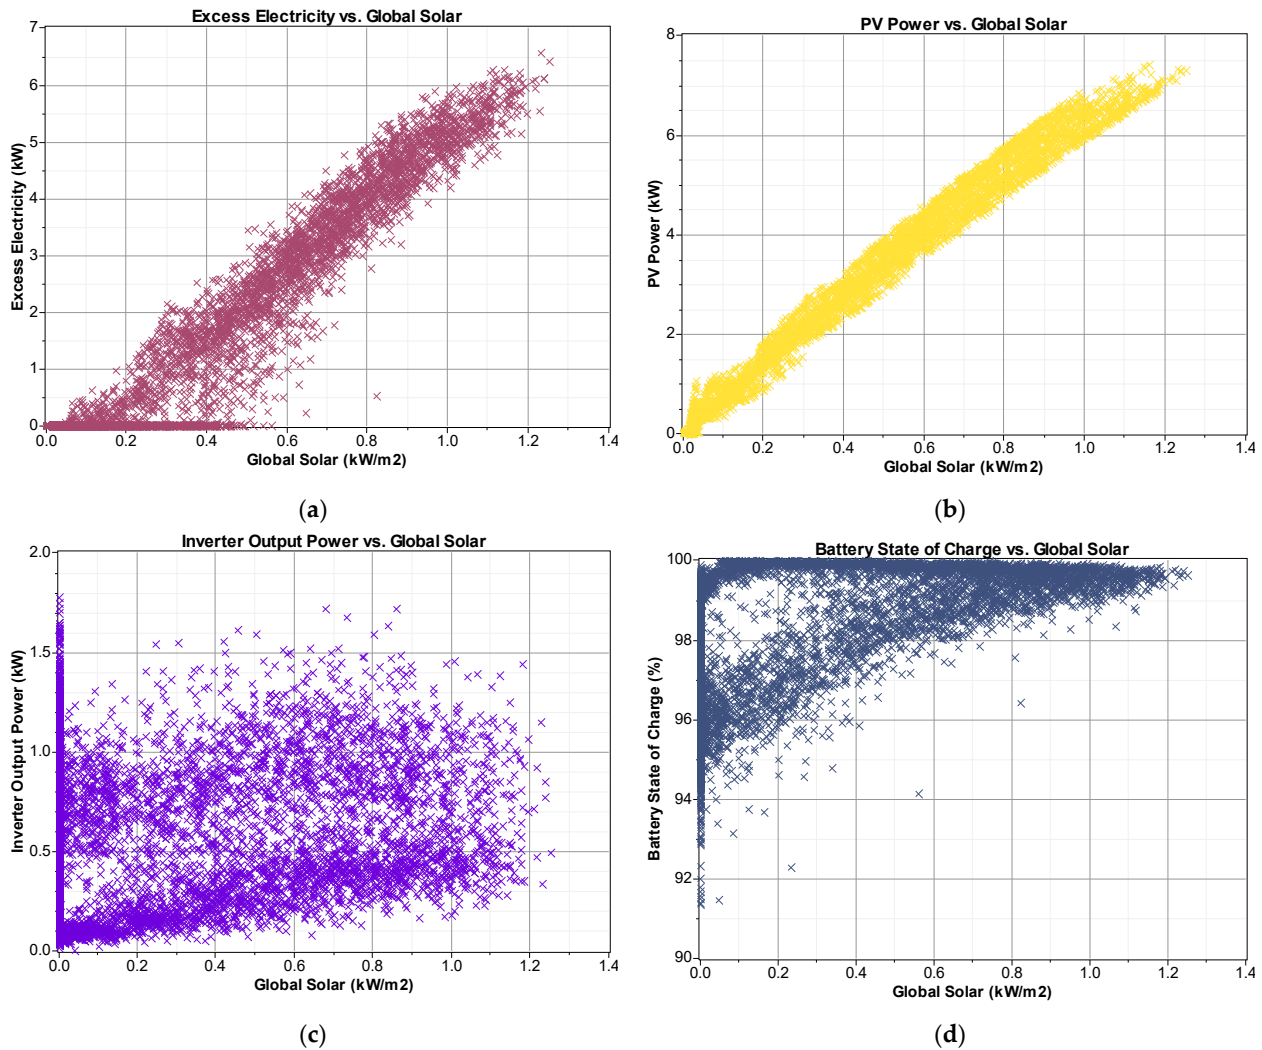 Excess Electricity vs. Global Solar
7
6
5
4
3
2
1
0
Excess Electricity (kW)
0.0 0.2 0.4 0.6 0.8 1.0 1.2 1.4
Global Solar (kW/m2)
(a)
PV Power vs. Global Solar
8
6
4
2
0
PV Power (kW)
0.0 0.2 0.4 0.6 0.8 1.0 1.2 1.4
Global Solar (kW/m2)
(b)
Inverter Output Power vs. Global Solar
2.0
1.5
1.0
0.5
0.0
Inverter Output Power (kW)
0.0 0.2 0.4 0.6 0.8 1.0 1.2 1.4
Global Solar (kW/m2)
(c)
Battery State of Charge vs. Global Solar
100
98
96
94
92
90
Battery State of Charge (%)
0.0 0.2 0.4 0.6 0.8 1.0 1.2 1.4
Global Solar (kW/m2)
(d)